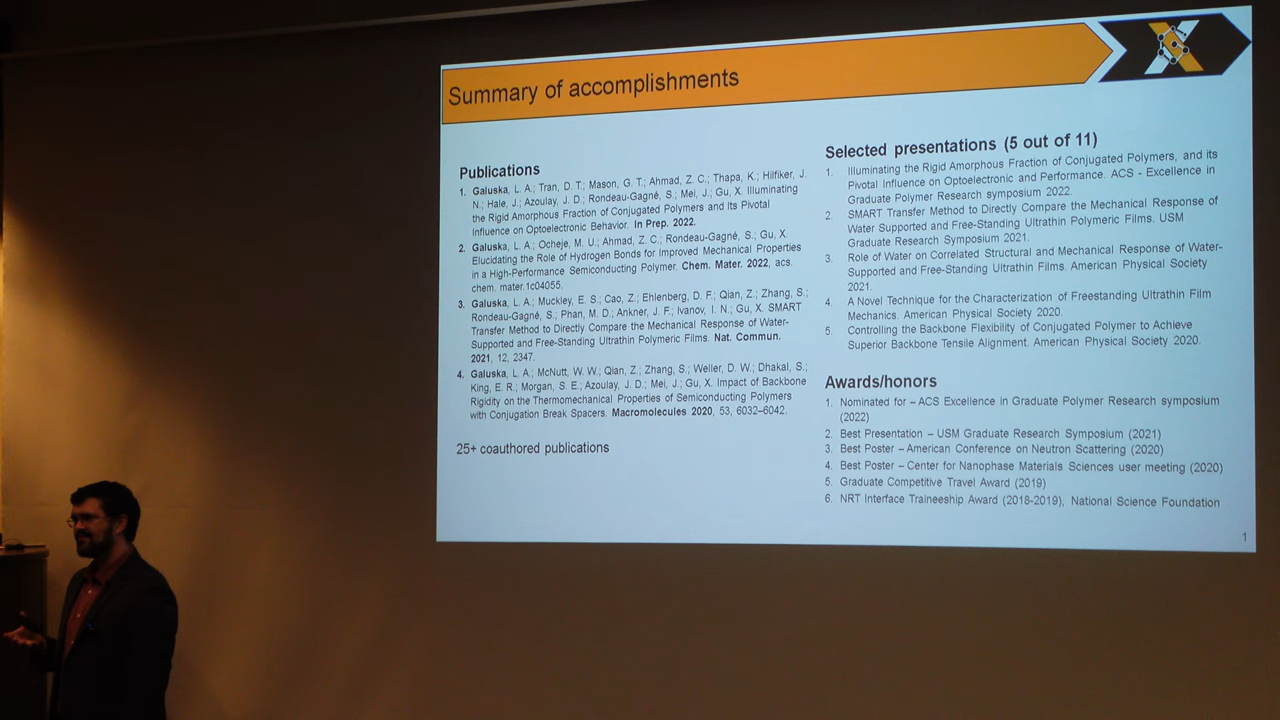 Summary of accomplishments
Publications
1. Galuska, L. A.; Tran, D. T.; Mason, G. T.; Ahmad, Z. C.; Thapa, K.; Hilfiker, J.
N.; Hale, J.; Azoulay, J. D.; Rondeau-Gagné, S.; Mei, J.; Gu, X. Illuminating
the Rigid Amorphous Fraction of Conjugated Polymers and Its Pivotal
Influence on Optoelectronic Behavior. In Prep. 2022.
2. Galuska, L. A.; Ocheje, M. U.; Ahmad, Z. C.; Rondeau-Gagné, S.; Gu, X.
Elucidating the Role of Hydrogen Bonds for Improved Mechanical Properties
in a High-Performance Semiconducting Polymer. Chem. Mater. 2022, acs.
chem. mater.1c04055.
3. Galuska, L. A.; Muckley, E. S.; Cao, Z.; Ehlenberg, D. F.; Qian, Z.; Zhang, S.;
Rondeau-Gagné, S.; Phan, M. D.; Ankner, J. F.; Ivanov, I. N.; Gu, X. SMART
Transfer Method to Directly Compare the Mechanical Response of Water-
Supported and Free-Standing Ultrathin Polymeric Films. Nat. Commun.
2021, 12, 2347.
4. Galuska, L. A.; McNutt, W. W.; Qian, Z.; Zhang, S.; Weller, D. W.; Dhakal, S.;
King, E. R.; Morgan, S. E.; Azoulay, J. D.; Mei, J.; Gu, X. Impact of Backbone
Rigidity on the Thermomechanical Properties of Semiconducting Polymers
with Conjugation Break Spacers. Macromolecules 2020, 53, 6032–6042.
25+ coauthored publications
Selected presentations (5 out of 11)
1. Illuminating the Rigid Amorphous Fraction of Conjugated Polymers, and its
Pivotal Influence on Optoelectronic and Performance. ACS - Excellence in
Graduate Polymer Research symposium 2022.
2. SMART Transfer Method to Directly Compare the Mechanical Response of
Water Supported and Free-Standing Ultrathin Polymeric Films. USM
Graduate Research Symposium 2021.
3. Role of Water on Correlated Structural and Mechanical Response of Water-
Supported and Free-Standing Ultrathin Films. American Physical Society
2021.
4. A Novel Technique for the Characterization of Freestanding Ultrathin Film
Mechanics. American Physical Society 2020.
5. Controlling the Backbone Flexibility of Conjugated Polymer to Achieve
Superior Backbone Tensile Alignment. American Physical Society 2020.
Awards/honors
1. Nominated for – ACS Excellence in Graduate Polymer Research symposium
(2022)
2. Best Presentation – USM Graduate Research Symposium (2021)
3. Best Poster – American Conference on Neutron Scattering (2020)
4. Best Poster – Center for Nanophase Materials Sciences user meeting (2020)
5. Graduate Competitive Travel Award (2019)
6. NRT Interface Traineeship Award (2018-2019), National Science Foundation
1